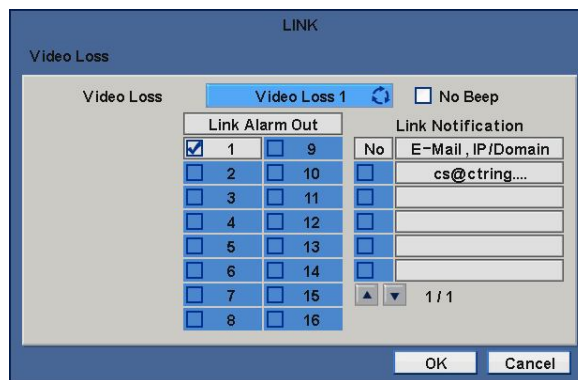 LINK
Video Loss
Video Loss Video Loss 1 No Beep
Link Alarm Out Link Notification
1 9 No E-Mail , IP/Domain
2 10 cs@ctring....
3 11
4 12
5 13
6 14
7 15 1 / 1
8 16
OK Cancel